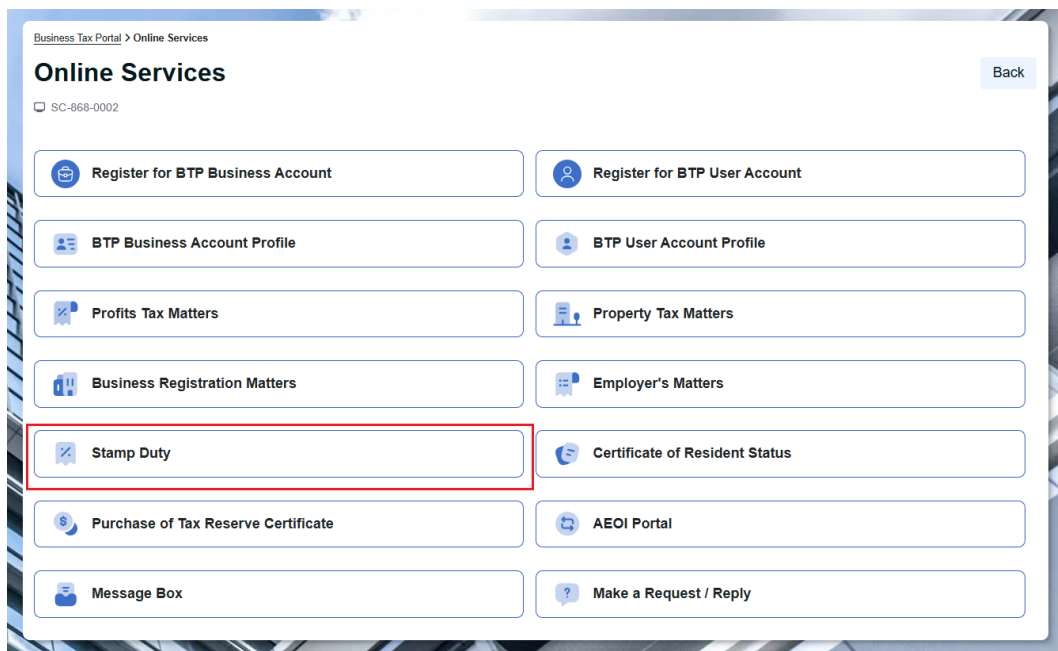 Business Tax Portal > Online Services
Online Services
Back
SC-868-0002
Register for BTP Business Account
Register for BTP User Account
BTP Business Account Profile
BTP User Account Profile
Profits Tax Matters
Property Tax Matters
Business Registration Matters
Employer's Matters
Stamp Duty
Certificate of Resident Status
Purchase of Tax Reserve Certificate
AEOI Portal
Message Box
Make a Request / Reply